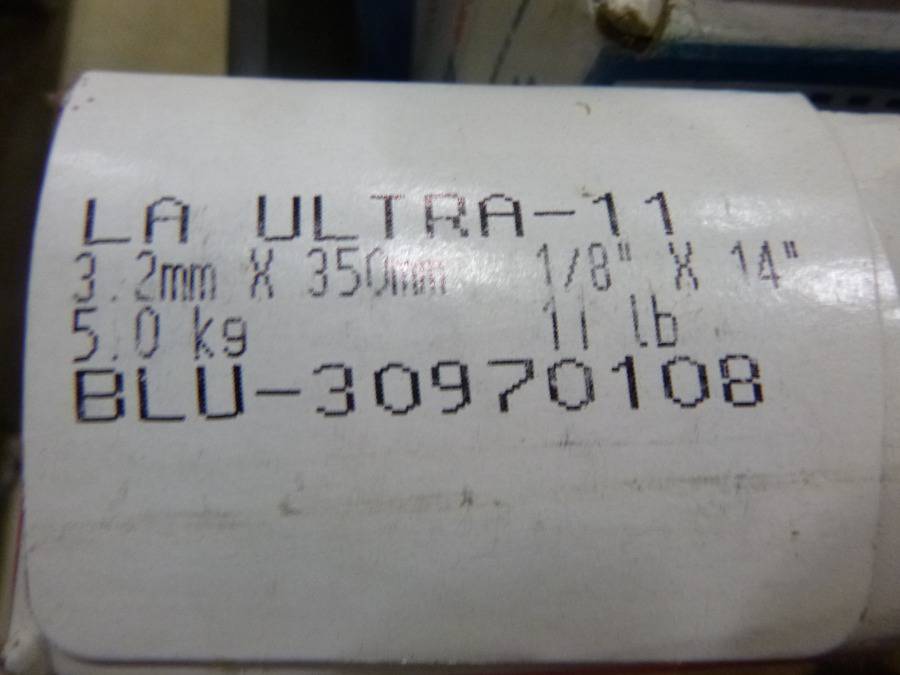 LA ULTRA-11
3.2mm X 350mm 1/8" X 14"
5.0 kg 11 lb
BLU-30970108